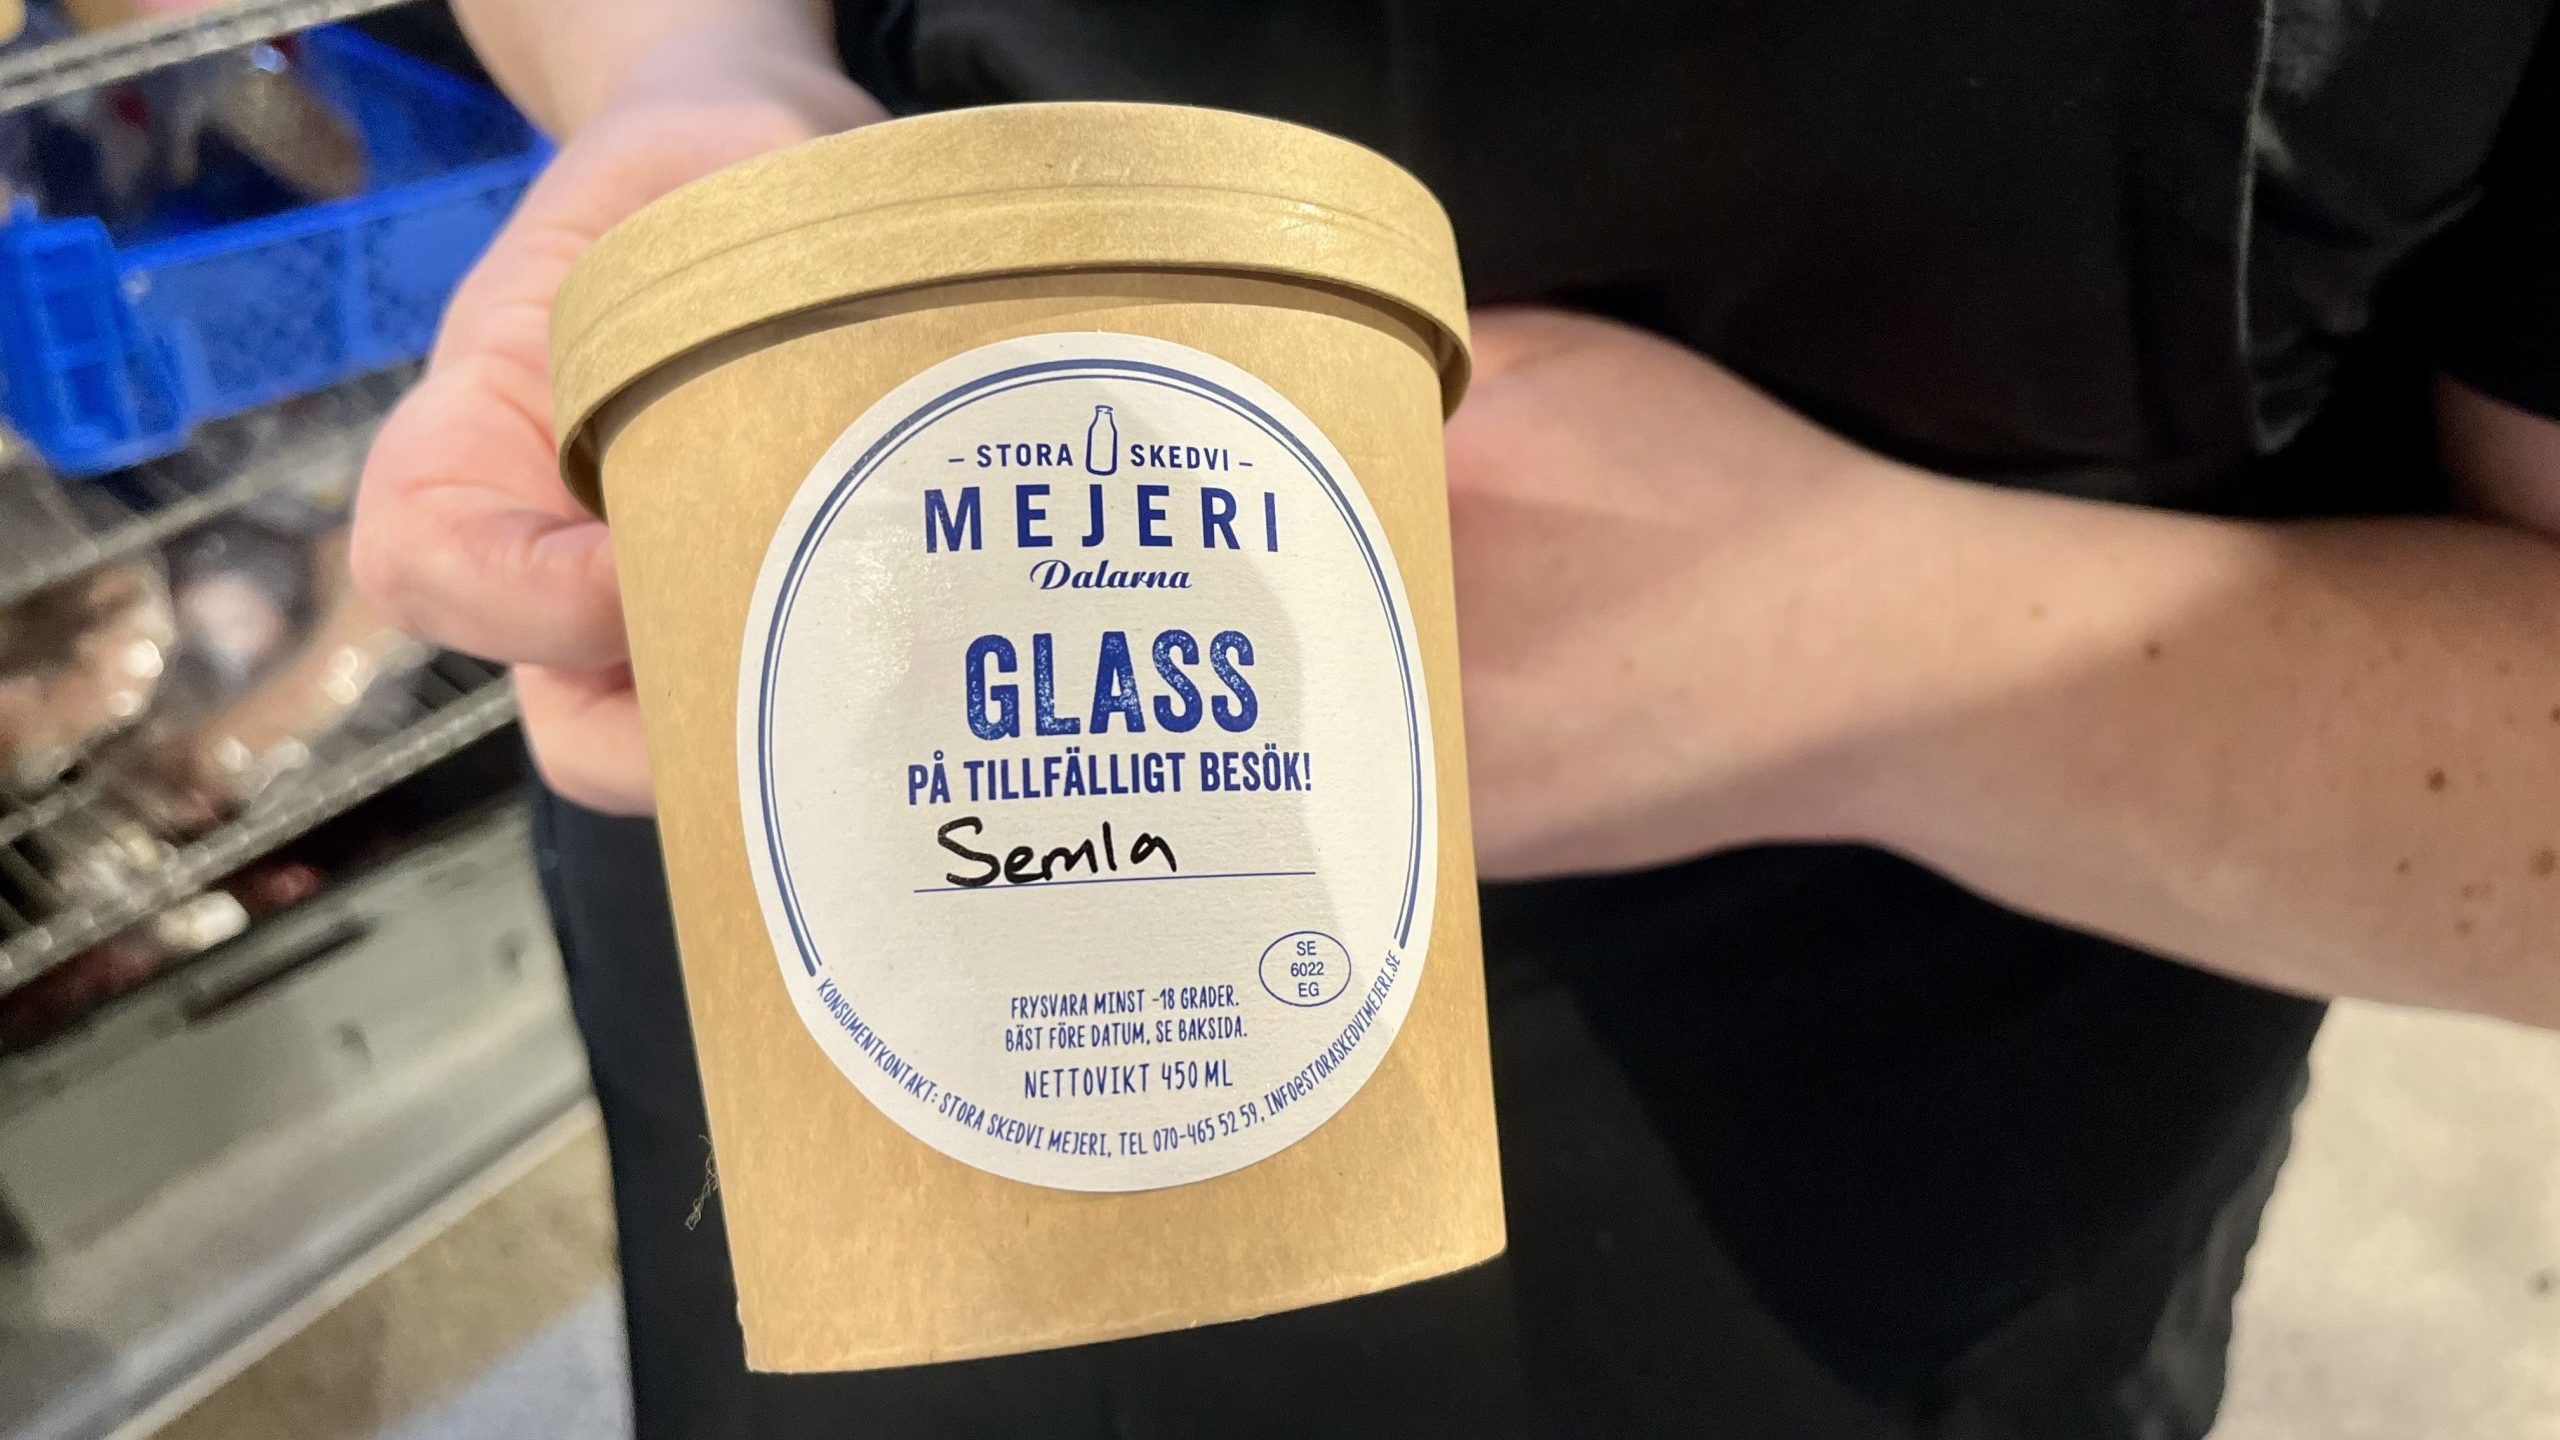 – STORA SKEDVI –
MEJERI
Dalarna
GLASS
PÅ TILLFÄLLIGT BESÖK!
Semla
SE
6022
EG
FRYSVARA MINST -18 GRADER.
BÄST FÖRE DATUM, SE BAKSIDA.
NETTOVIKT 450 ML
KONSUMENTKONTAKT: STORA SKEDVI MEJERI, TEL 070-465 52 59, INFO@STORASKEDVIMEJERI.SE